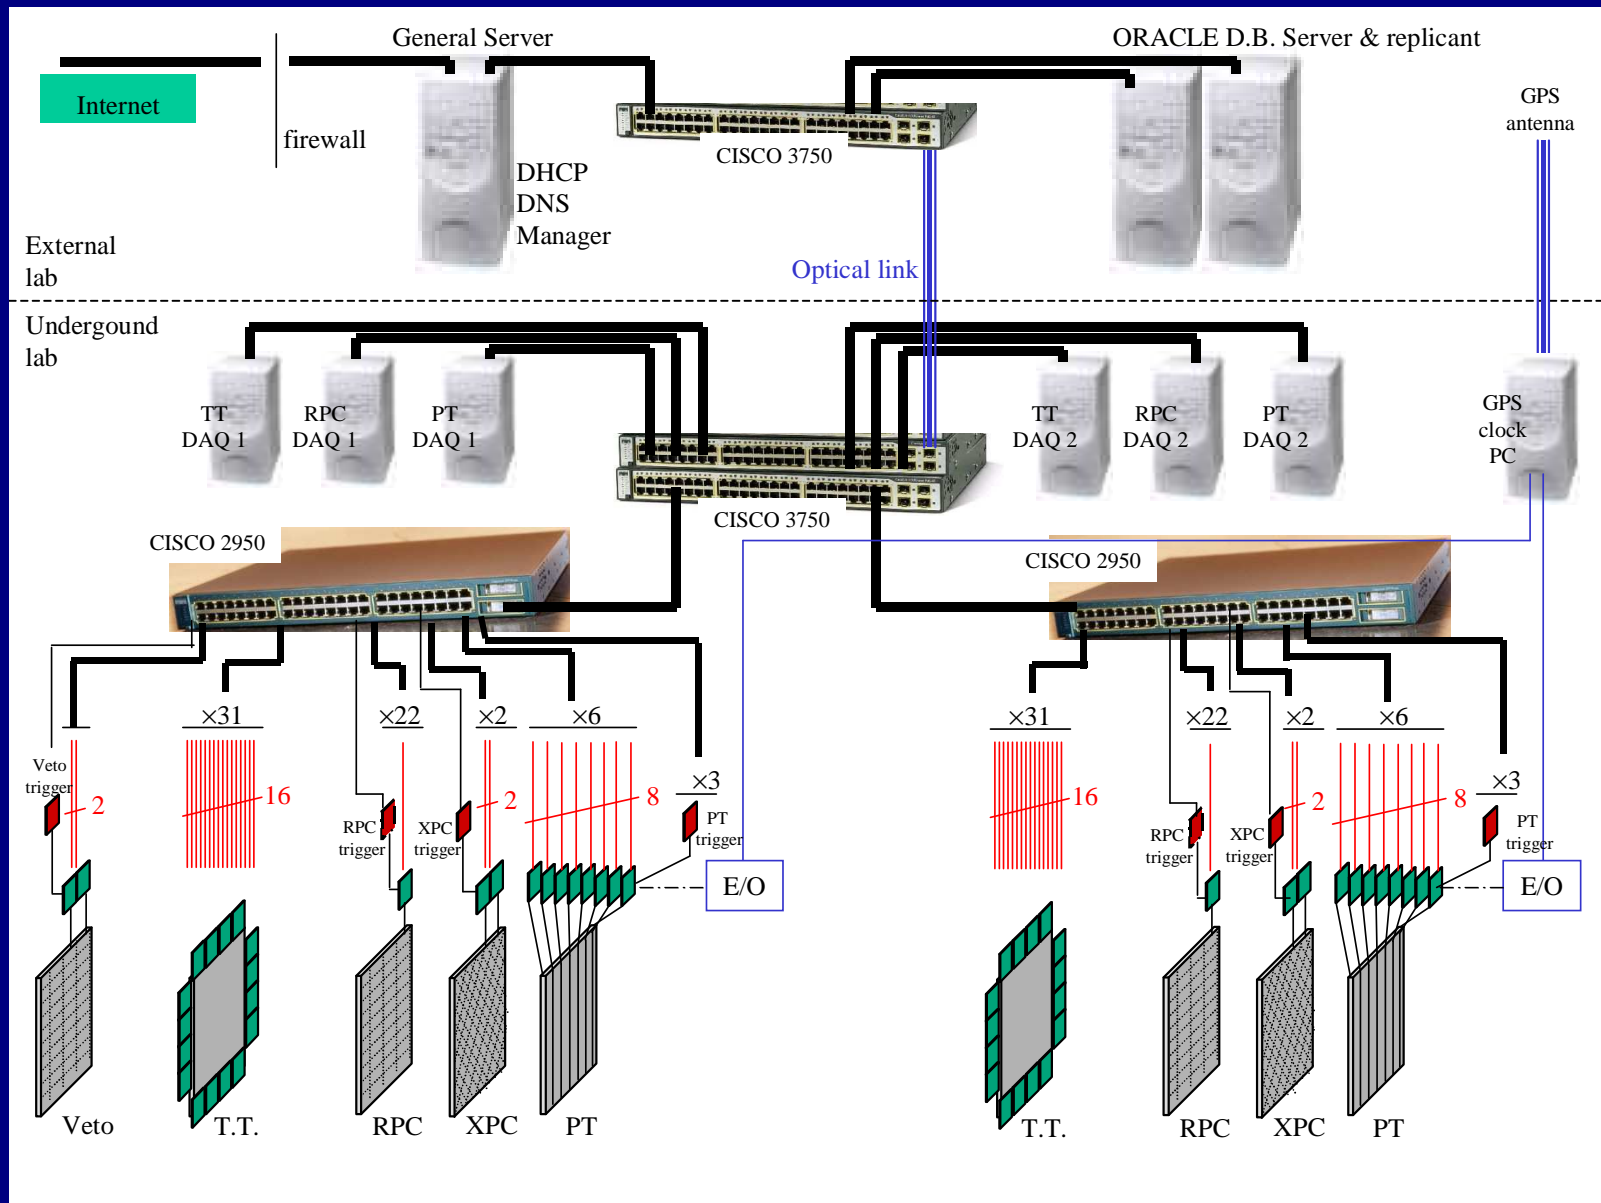 General Server
ORACLE D.B. Server & replicant
Internet
firewall
CISCO 3750
GPS
antenna
DHCP
DNS
Manager
External
lab
Optical link
Undergound
lab
TT
DAQ 1
RPC
DAQ 1
PT
DAQ 1
TT
DAQ 2
RPC
DAQ 2
PT
DAQ 2
GPS
clock
PC
CISCO 3750
CISCO 2950
CISCO 2950
×31
×22
×2
×6
×31
×22
×2
×6
Veto
trigger
2
16
RPC
trigger
XPC
trigger
2
8
×3
PT
trigger
E/O
16
RPC
trigger
XPC
trigger
2
8
×3
PT
trigger
E/O
Veto
T.T.
RPC
XPC
PT
T.T.
RPC
XPC
PT